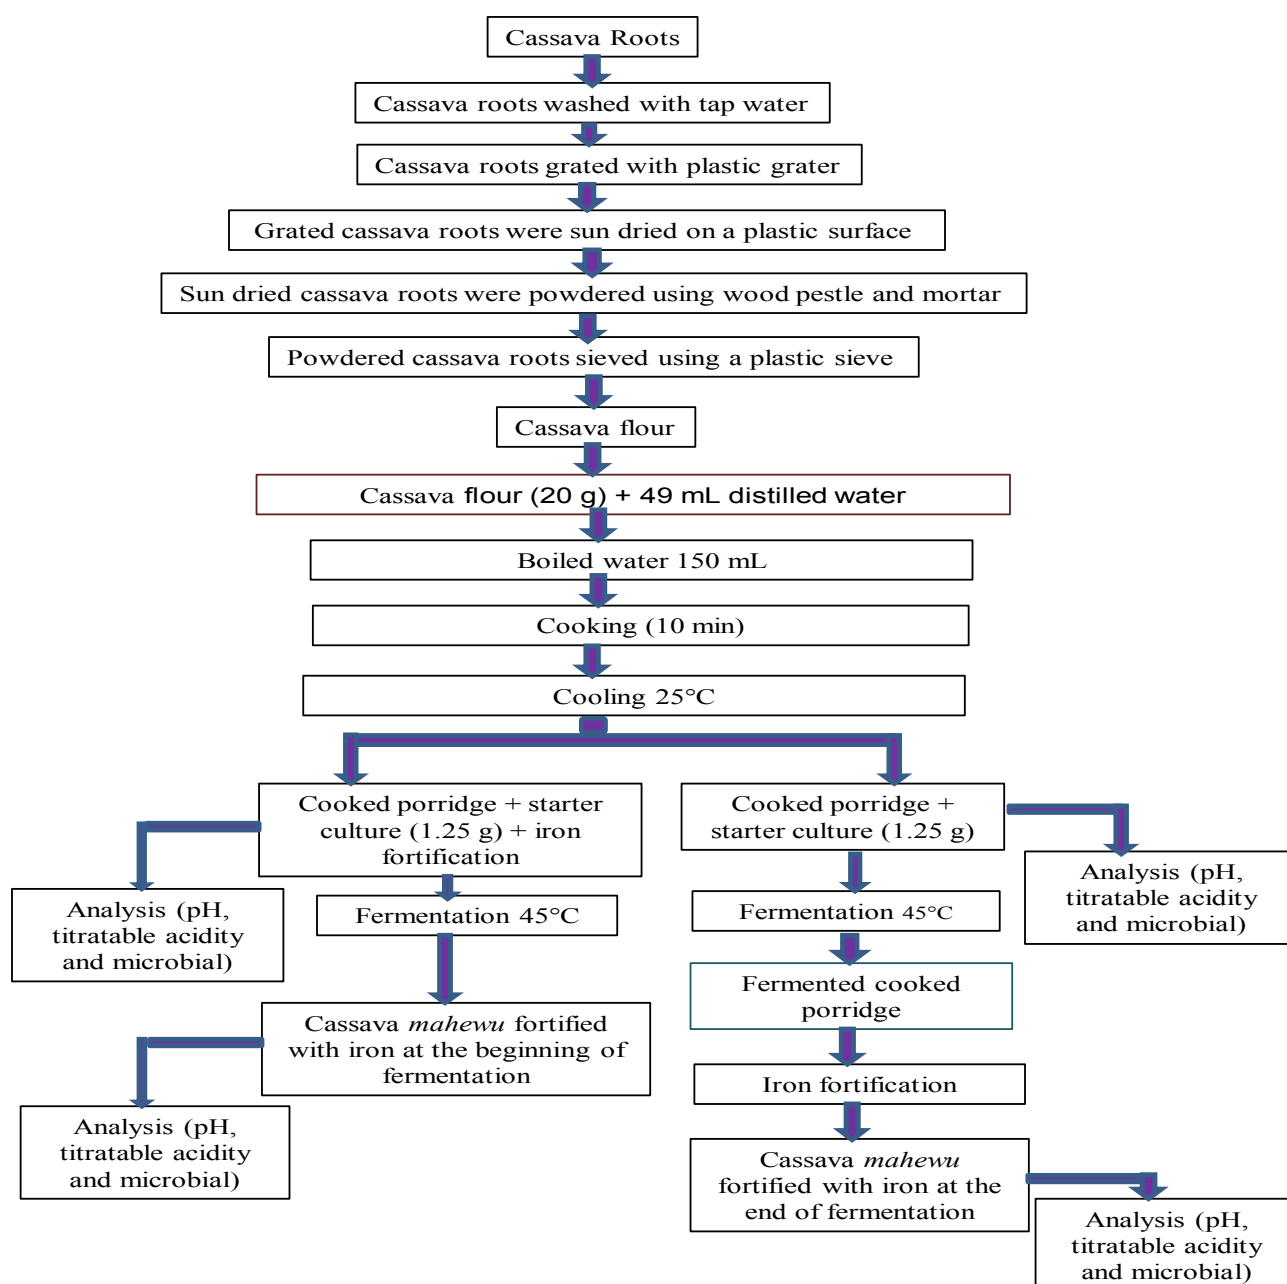 Cassava Roots
Cassava roots washed with tap water
Cassava roots grated with plastic grater
Grated cassava roots were sun dried on a plastic surface
Sun dried cassava roots were powdered using wood pestle and mortar
Powdered cassava roots sieved using a plastic sieve
Cassava flour
Cassava flour (20 g) + 49 mL distilled water
Boiled water 150 mL
Cooking (10 min)
Cooling 25°C
Cooked porridge + starter
culture (1.25 g) + iron
fortification
Analysis (pH,
titratable acidity
and microbial)
Fermentation 45°C
Cassava mahewu fortified
with iron at the beginning of
fermentation
Analysis (pH,
titratable acidity
and microbial)
Cooked porridge +
starter culture (1.25 g)
Analysis (pH,
titratable acidity
and microbial)
Fermentation 45°C
Fermented cooked
porridge
Iron fortification
Cassava mahewu
fortified with iron at the
end of fermentation
Analysis (pH,
titratable acidity
and microbial)